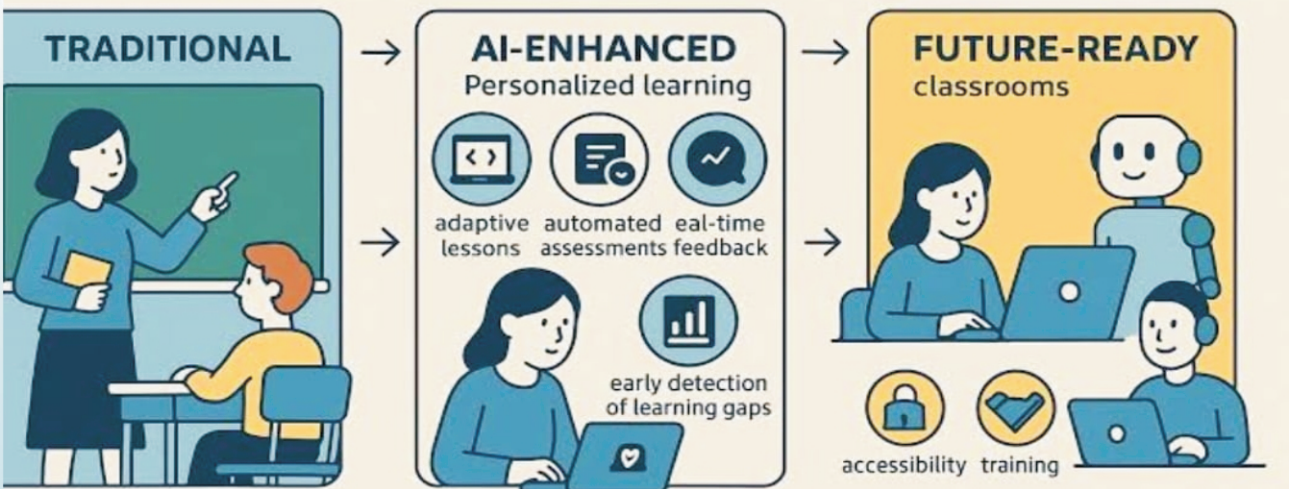 TRADITIONAL
AI-ENHANCED
Personalized learning
adaptive
lessons
automated
assessments
eal-time
feedback
early detection
of learning gaps
FUTURE-READY
classrooms
accessibility
training